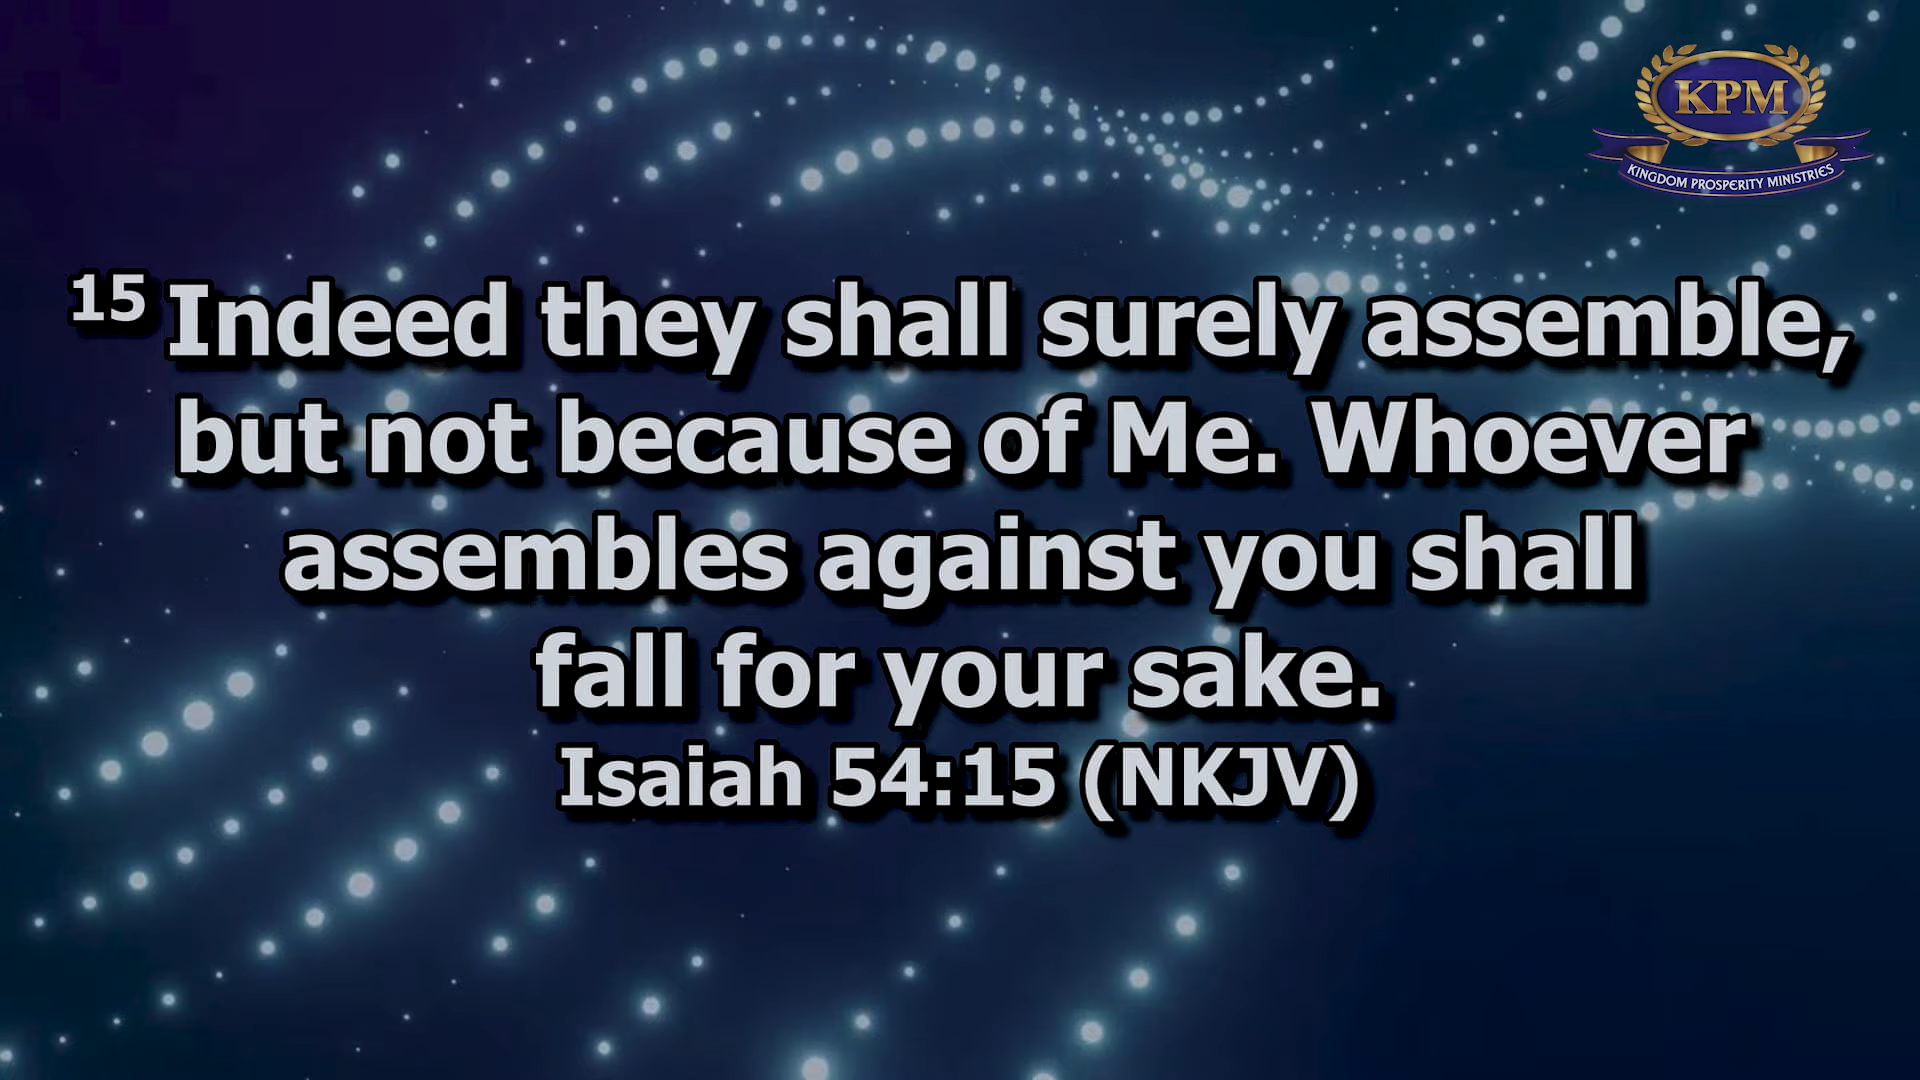 KPM
KINGDOM PROSPERITY MINISTRIES
15 Indeed they shall surely assemble,
but not because of Me. Whoever
assembles against you shall
fall for your sake.
Isaiah 54:15 (NKJV)